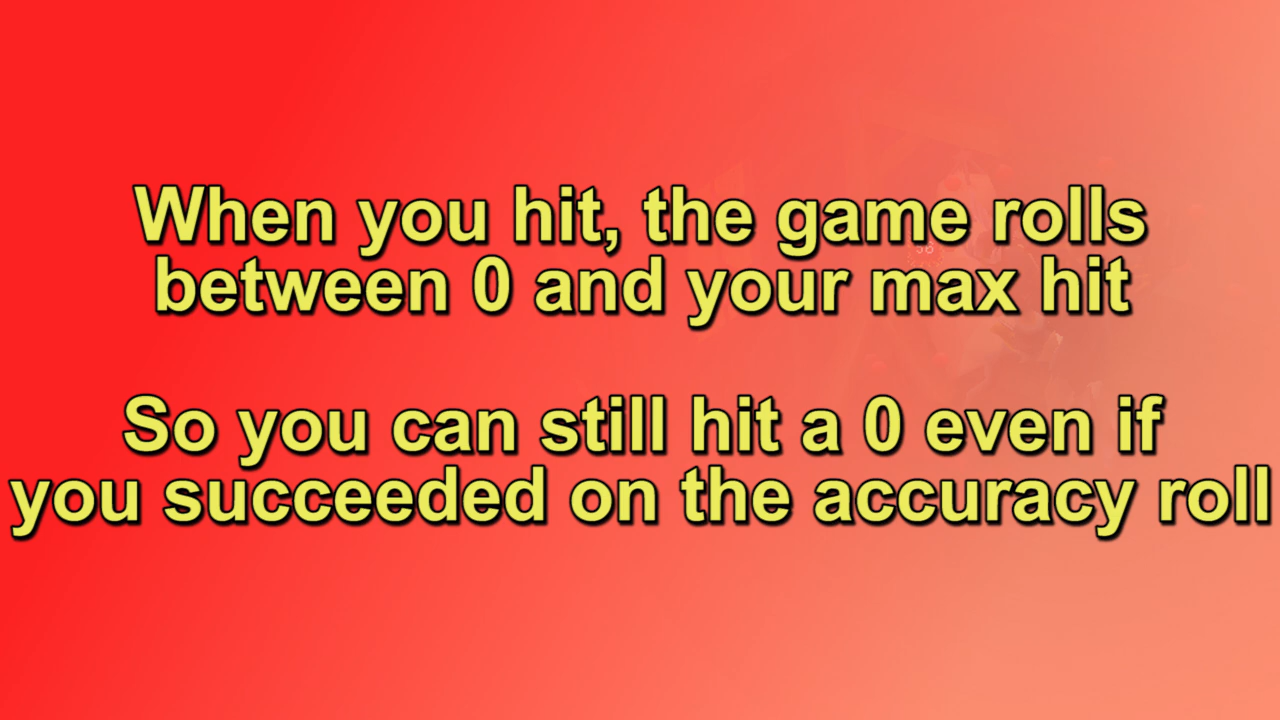 When you hit, the game rolls
between 0 and your max hit
So you can still hit a 0 even if
you succeeded on the accuracy roll